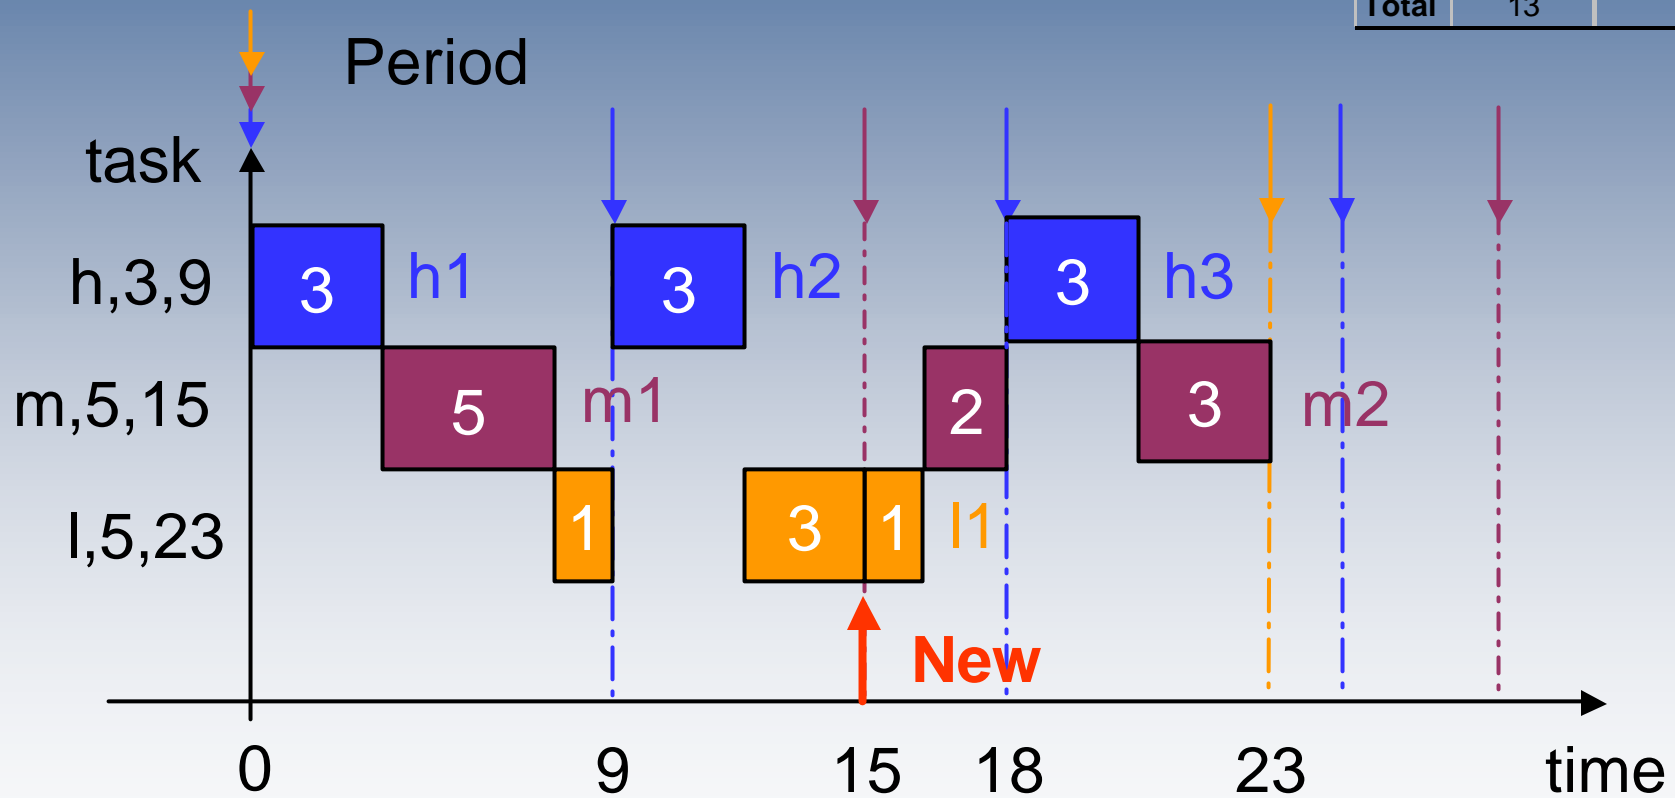 Total 13
Period
task
h,3,9 3 h1 3 h2 3 h3
m,5,15 5 m1 2 3 m2
l,5,23 1 3 1 l1
New
0 9 15 18 23 time